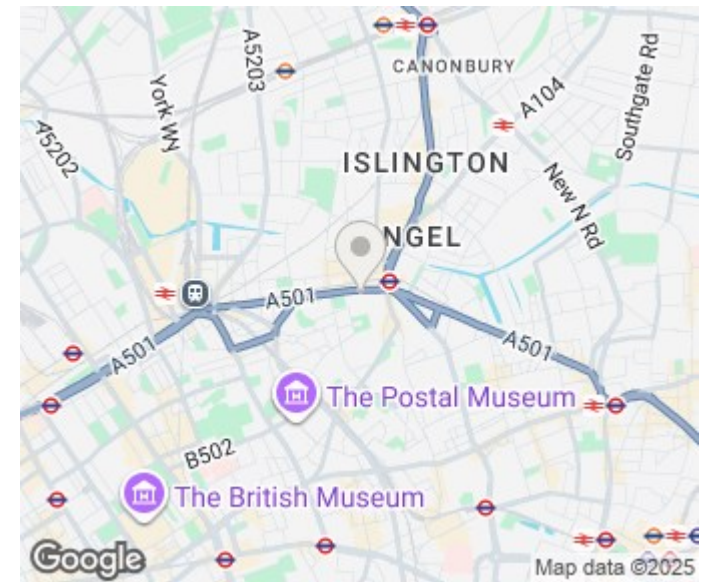 CANONBURY
A5203
York WY
A104
Southgate Rd
A5202
ISLINGTON
New N Rd
NGEL
A501
A501
A501
The Postal Museum
B502
The British Museum
Google
Map data ©2025